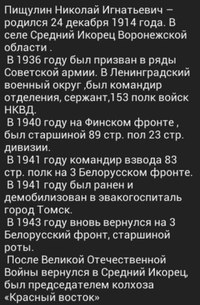 Пищулин Николай Игнатьевич –
родился 24 декабря 1914 года. В
селе Средний Икорец Воронежской
области .
В 1936 году был призван в ряды
Советской армии. В Ленинградский
военный округ ,был командир
отделения, сержант,153 полк войск
НКВД.
В 1940 году на Финском фронте ,
был старшиной 89 стр. пол 23 стр.
дивизии.
В 1941 году командир взвода 83
стр. полк на 3 Белорусском фронте.
В 1941 году был ранен и
демобилизован в эвакогоспиталь
город Томск.
В 1943 году вновь вернулся на 3
Белорусский фронт, старшиной
роты.
После Великой Отечественной
Войны вернулся в Средний Икорец,
был председателем колхоза
«Красный восток»